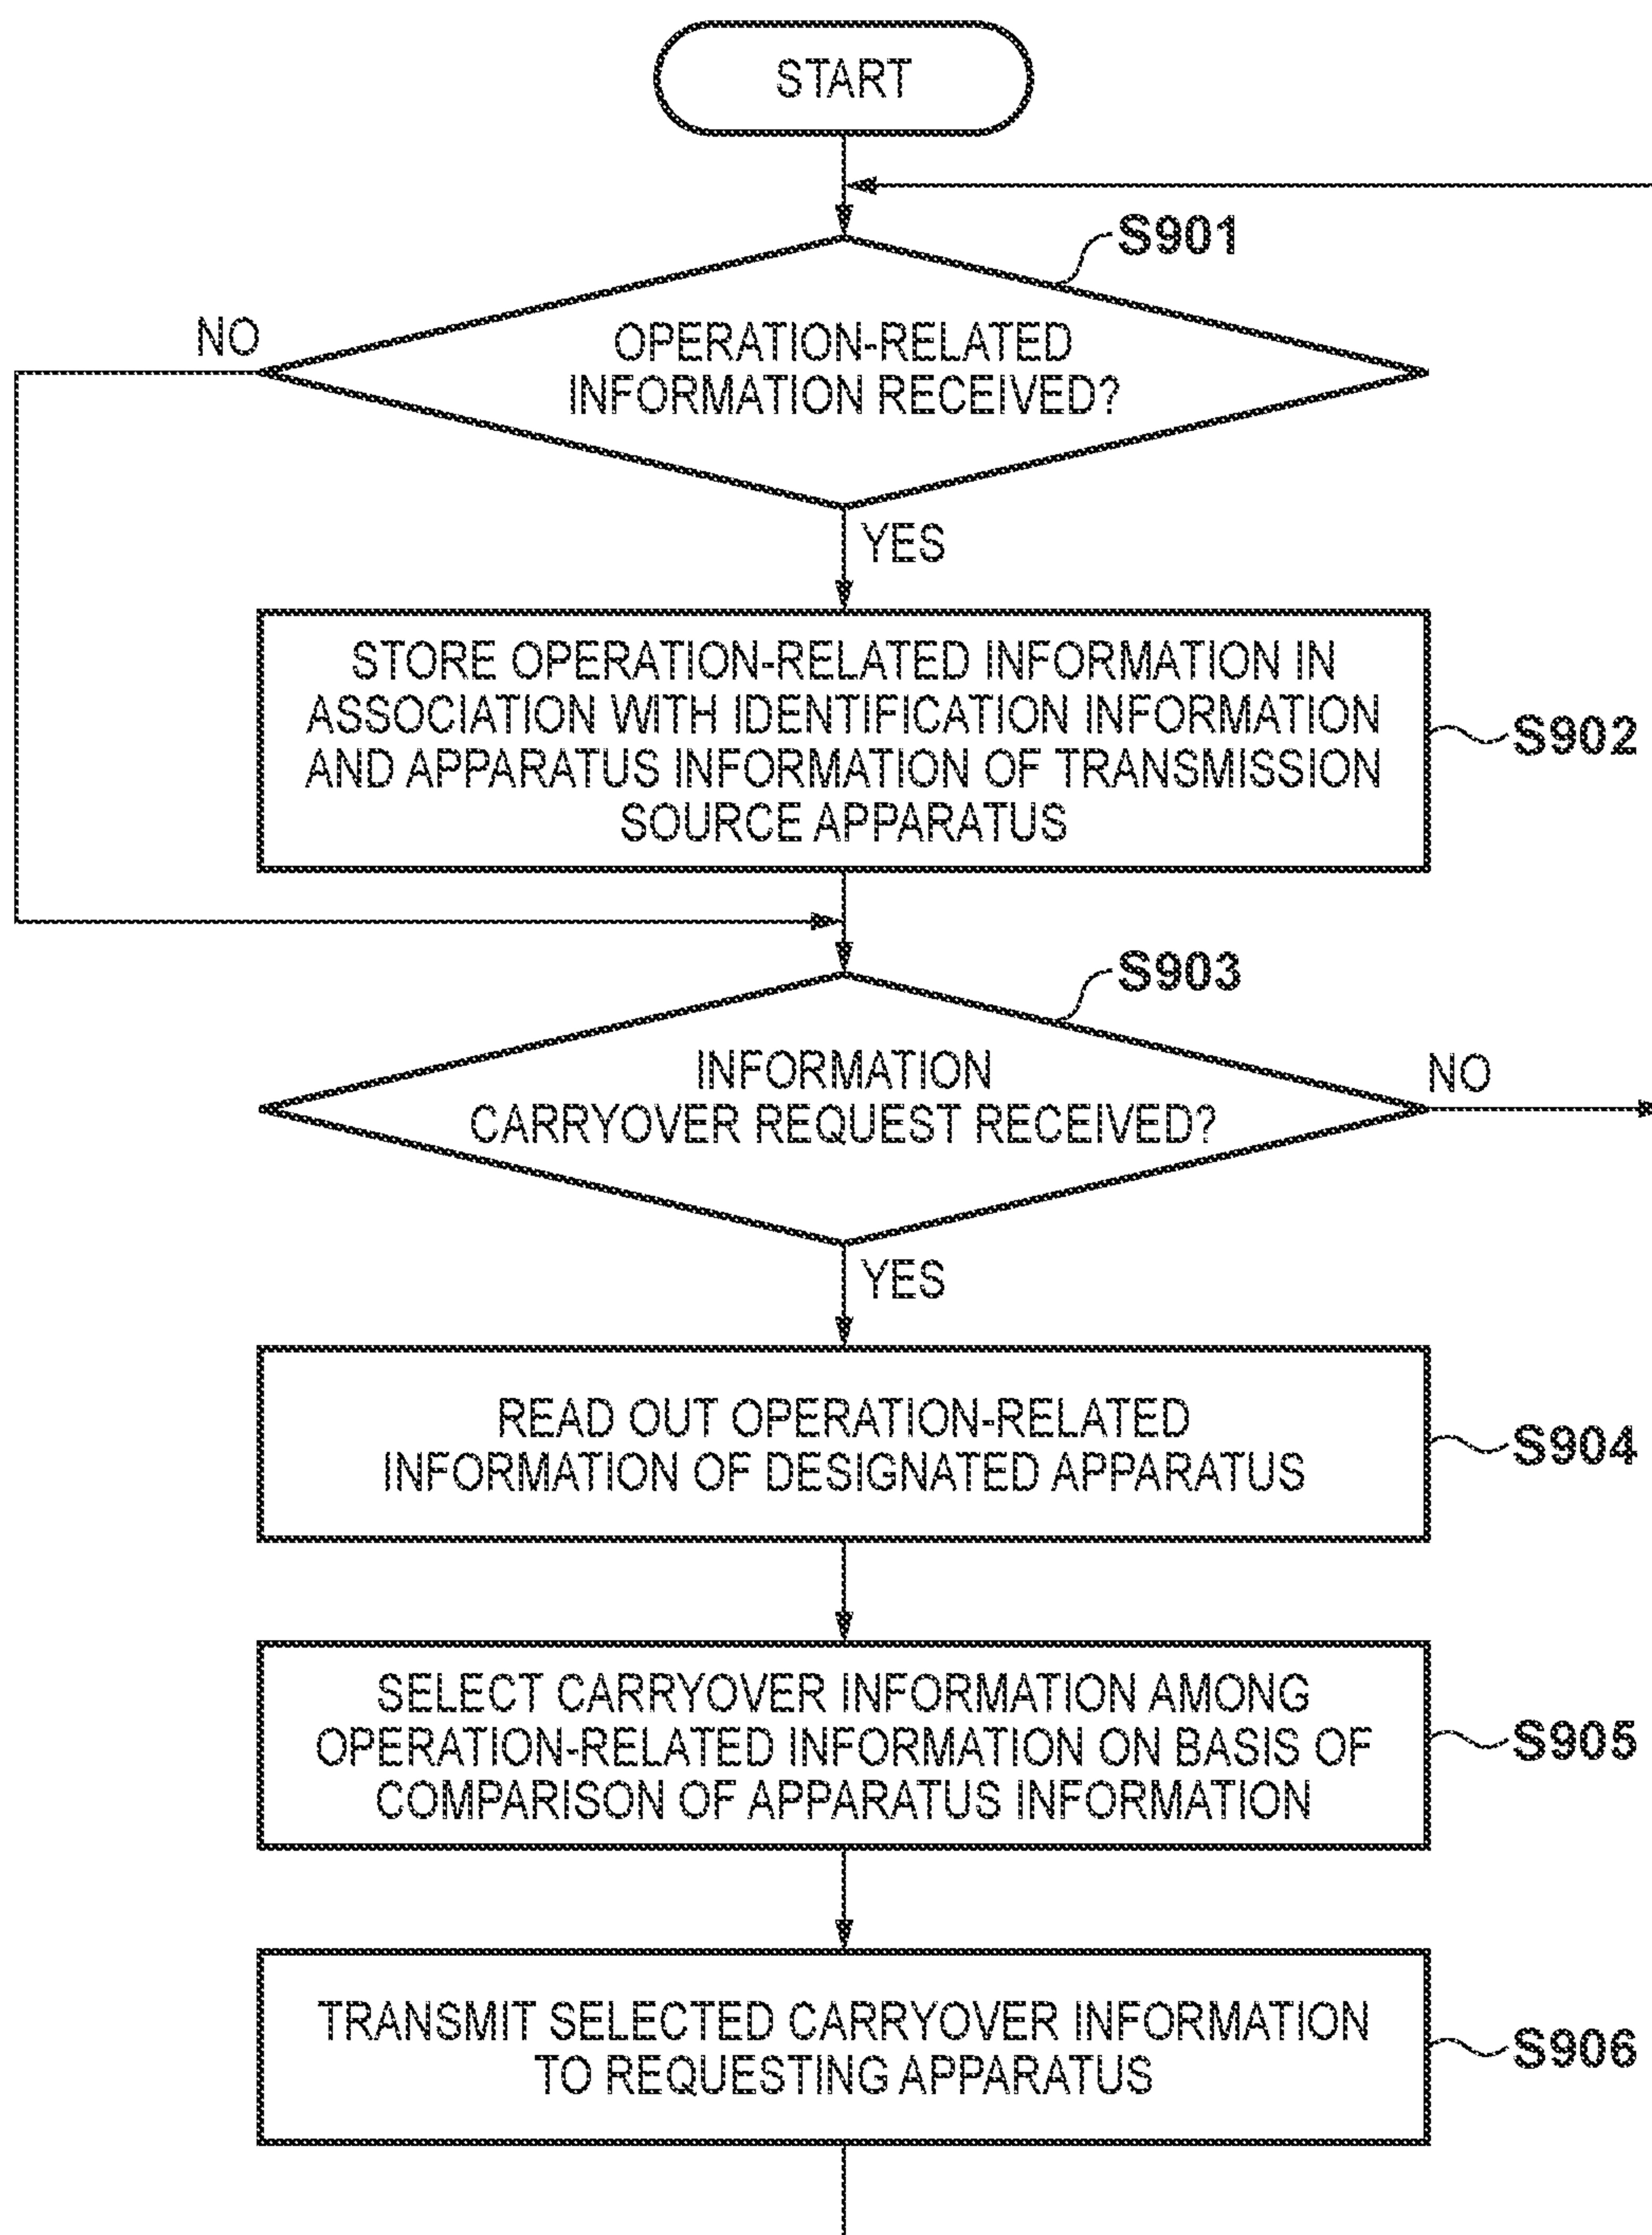 START
S901
NO
OPERATION-RELATED
INFORMATION RECEIVED?
YES
STORE OPERATION-RELATED INFORMATION IN
ASSOCIATION WITH IDENTIFICATION INFORMATION
AND APPARATUS INFORMATION OF TRANSMISSION
SOURCE APPARATUS
S902
S903
INFORMATION
CARRYOVER REQUEST RECEIVED?
NO
YES
READ OUT OPERATION-RELATED
INFORMATION OF DESIGNATED APPARATUS
S904
SELECT CARRYOVER INFORMATION AMONG
OPERATION-RELATED INFORMATION ON BASIS OF
COMPARISON OF APPARATUS INFORMATION
S905
TRANSMIT SELECTED CARRYOVER INFORMATION
TO REQUESTING APPARATUS
S906